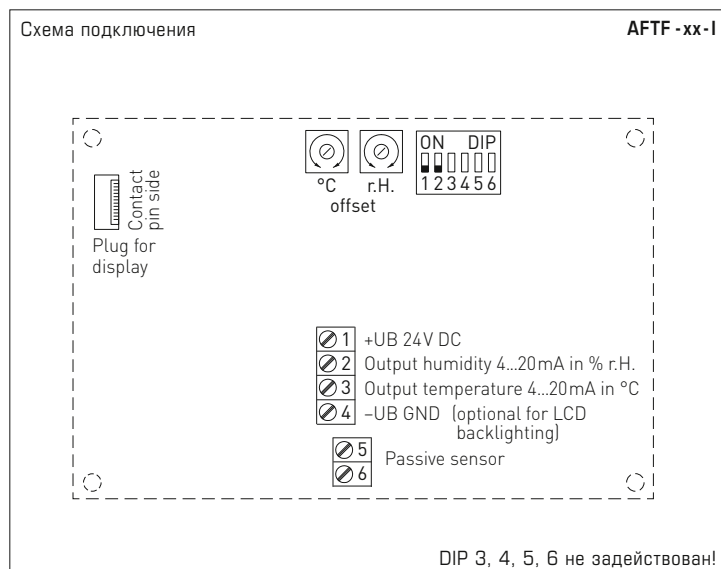 Схема подключения
AFTF -xx-I
ON DIP
1 2 3 4 5 6
°C r.H.
offset
Contact
pin side
Plug for
display
1 +UB 24V DC
2 Output humidity 4...20mA in % r.H.
3 Output temperature 4...20mA in °C
4 –UB GND (optional for LCD
backlighting)
5
Passive sensor
6
DIP 3, 4, 5, 6 не задействован!